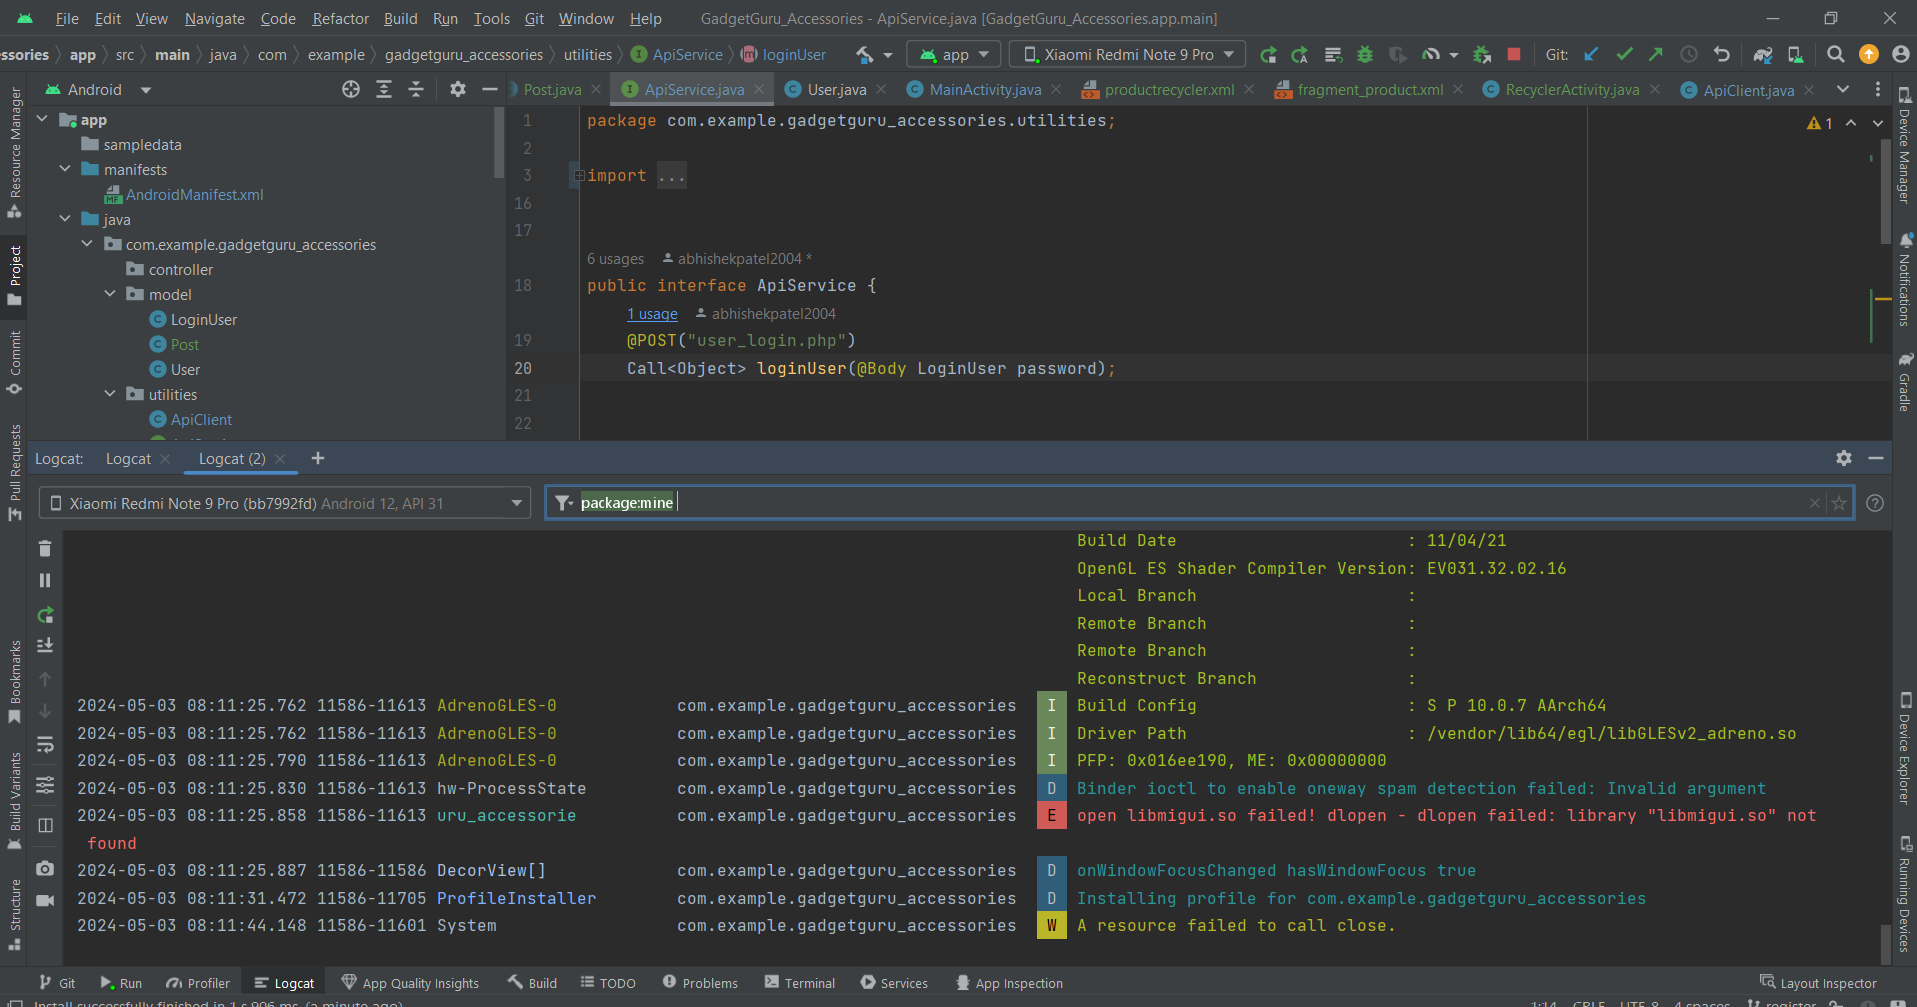 File Edit View Navigate Code Refactor Build Run Tools Git Window Help GadgetGuru_Accessories - ApiService.java [GadgetGuru_Accessories.app.main]
ssories app src main java com example gadgetguru_accessories utilities ApiService loginUser app Xiaomi Redmi Note 9 Pro Git:
Android
Post.java ApiService.java User.java MainActivity.java productrecycler.xml fragment_product.xml RecyclerActivity.java ApiClient.java
Resource Manager
Project
Commit
Pull Requests
Bookmarks
Build Variants
Structure
app
sampledata
manifests
AndroidManifest.xml
java
com.example.gadgetguru_accessories
controller
model
LoginUser
Post
User
utilities
ApiClient
1 package com.example.gadgetguru_accessories.utilities;
2
3 import ...
16
17
6 usages abhishekpatel2004 *
18 public interface ApiService {
1 usage abhishekpatel2004
19 @POST("user_login.php")
20 Call<Object> loginUser(@Body LoginUser password);
21
22
1
Device Manager
Notifications
Gradle
Device Explorer
Running Devices
Logcat: Logcat Logcat (2)
Xiaomi Redmi Note 9 Pro (bb7992fd) Android 12, API 31 package:mine
Build Date : 11/04/21
OpenGL ES Shader Compiler Version: EV031.32.02.16
Local Branch :
Remote Branch :
Remote Branch :
Reconstruct Branch :
2024-05-03 08:11:25.762 11586-11613 AdrenoGLES-0 com.example.gadgetguru_accessories I Build Config : S P 10.0.7 AArch64
2024-05-03 08:11:25.762 11586-11613 AdrenoGLES-0 com.example.gadgetguru_accessories I Driver Path : /vendor/lib64/egl/libGLESv2_adreno.so
2024-05-03 08:11:25.790 11586-11613 AdrenoGLES-0 com.example.gadgetguru_accessories I PFP: 0x016ee190, ME: 0x00000000
2024-05-03 08:11:25.830 11586-11613 hw-ProcessState com.example.gadgetguru_accessories D Binder ioctl to enable oneway spam detection failed: Invalid argument
2024-05-03 08:11:25.858 11586-11613 uru_accessorie com.example.gadgetguru_accessories E open libmigui.so failed! dlopen - dlopen failed: library "libmigui.so" not
found
2024-05-03 08:11:25.887 11586-11586 DecorView[] com.example.gadgetguru_accessories D onWindowFocusChanged hasWindowFocus true
2024-05-03 08:11:31.472 11586-11705 ProfileInstaller com.example.gadgetguru_accessories D Installing profile for com.example.gadgetguru_accessories
2024-05-03 08:11:44.148 11586-11601 System com.example.gadgetguru_accessories W A resource failed to call close.
Git Run Profiler Logcat App Quality Insights Build TODO Problems Terminal Services App Inspection Layout Inspector
Install successfully finished in 1 s 906 ms. (a minute ago) 1:14 CRLF UTF-8 4 spaces register